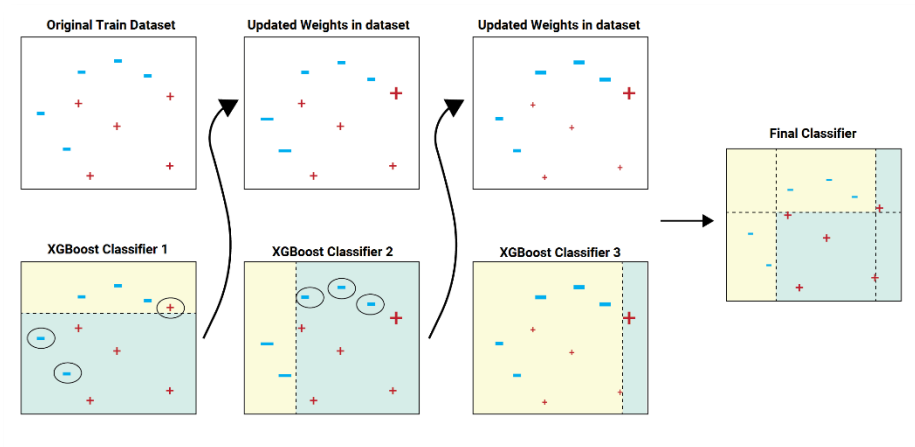 Original Train Dataset
Updated Weights in dataset
Updated Weights in dataset
Final Classifier
XGBoost Classifier 1
XGBoost Classifier 2
XGBoost Classifier 3